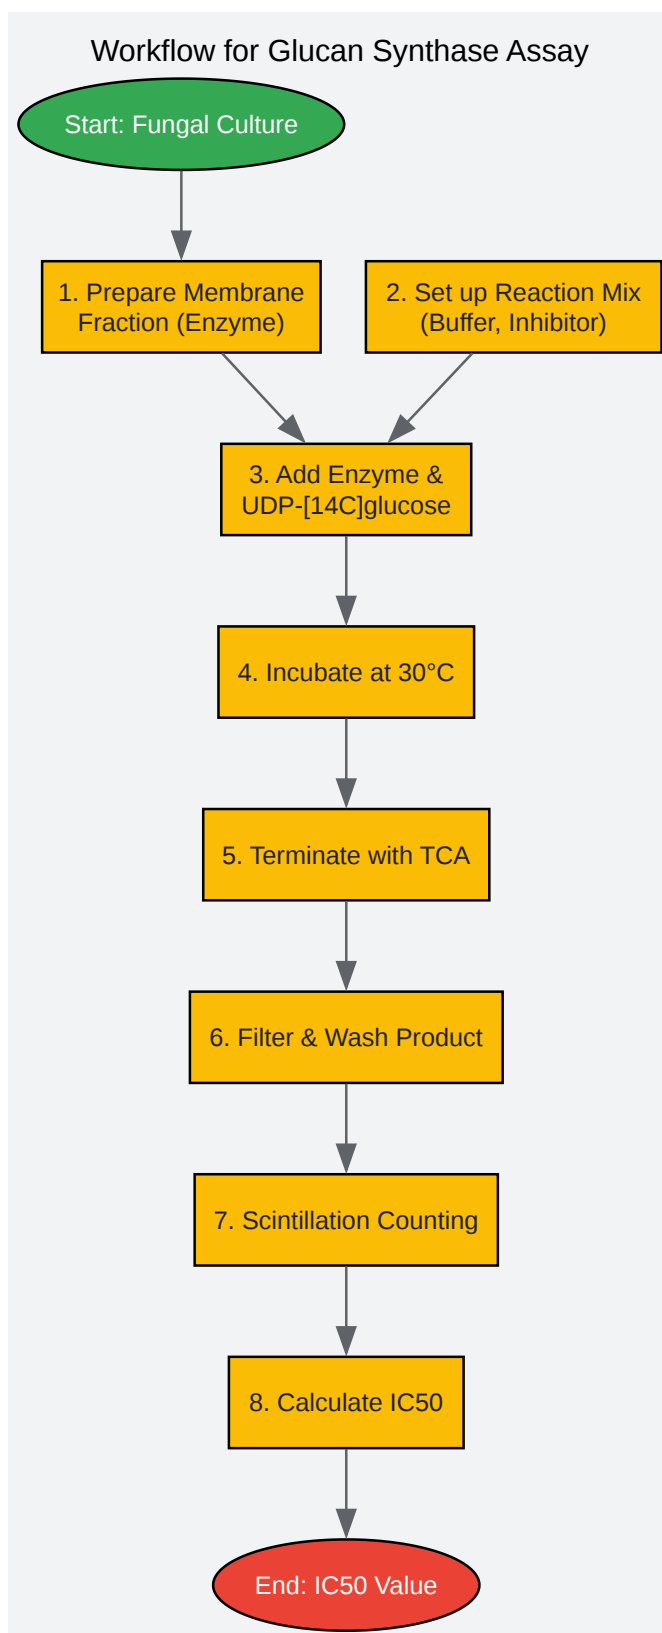 Workflow for Glucan Synthase Assay
Start: Fungal Culture
1. Prepare Membrane
Fraction (Enzyme)
2. Set up Reaction Mix
(Buffer, Inhibitor)
3. Add Enzyme &
UDP-[14C]glucose
4. Incubate at 30°C
5. Terminate with TCA
6. Filter & Wash Product
7. Scintillation Counting
8. Calculate IC50
End: IC50 Value